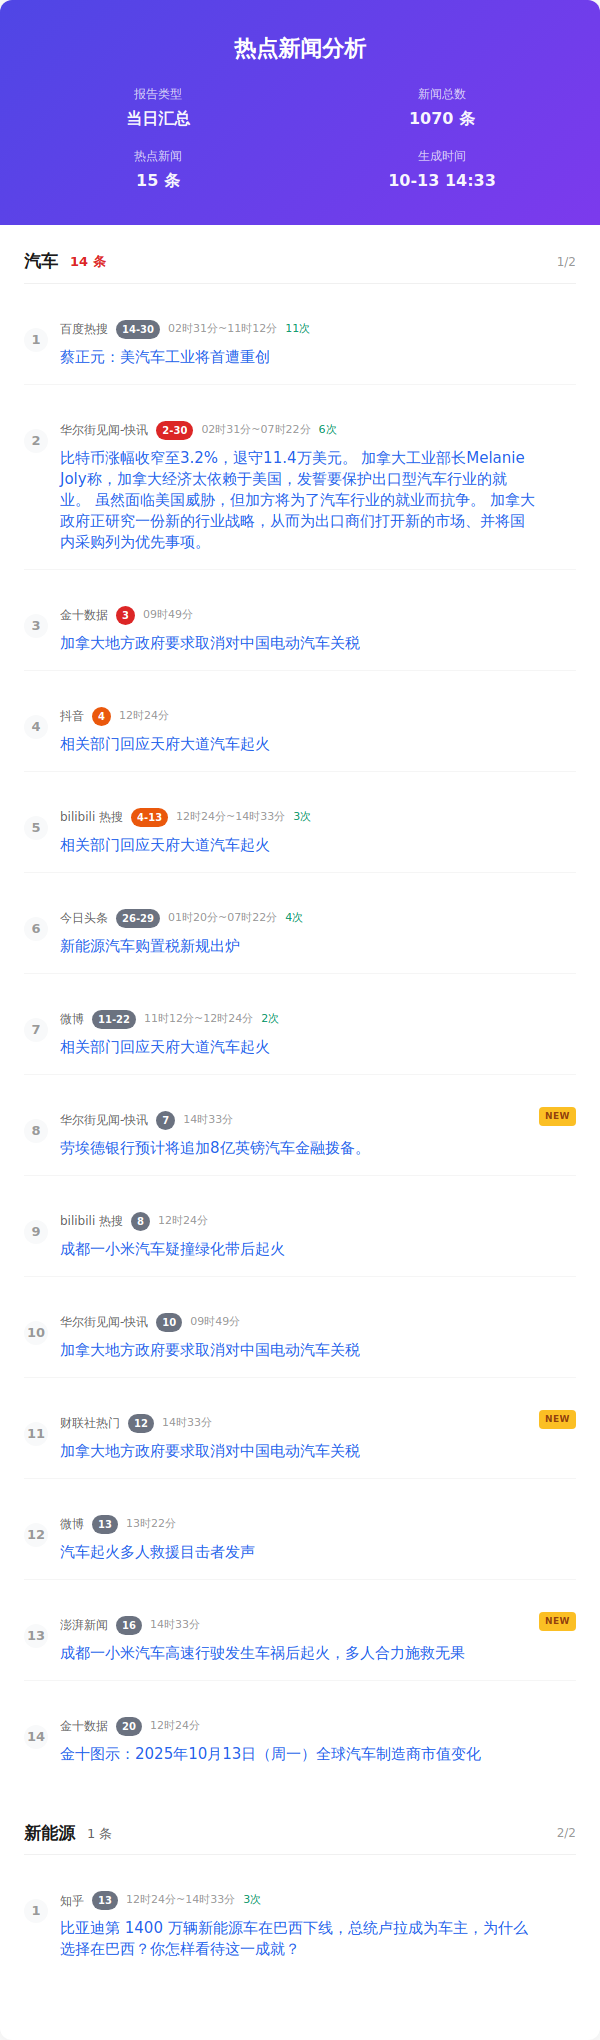 热点新闻分析
报告类型
当日汇总
新闻总数
1070 条
热点新闻
15 条
生成时间
10-13 14:33
汽车 14 条 1/2
1 百度热搜 14-30 02时31分~11时12分 11次
蔡正元：美汽车工业将首遭重创
2 华尔街见闻-快讯 2-30 02时31分~07时22分 6次
比特币涨幅收窄至3.2%，退守11.4万美元。 加拿大工业部长Melanie
Joly称，加拿大经济太依赖于美国，发誓要保护出口型汽车行业的就
业。 虽然面临美国威胁，但加方将为了汽车行业的就业而抗争。 加拿大
政府正研究一份新的行业战略，从而为出口商们打开新的市场、并将国
内采购列为优先事项。
3 金十数据 3 09时49分
加拿大地方政府要求取消对中国电动汽车关税
4 抖音 4 12时24分
相关部门回应天府大道汽车起火
5 bilibili 热搜 4-13 12时24分~14时33分 3次
相关部门回应天府大道汽车起火
6 今日头条 26-29 01时20分~07时22分 4次
新能源汽车购置税新规出炉
7 微博 11-22 11时12分~12时24分 2次
相关部门回应天府大道汽车起火
8 华尔街见闻-快讯 7 14时33分 NEW
劳埃德银行预计将追加8亿英镑汽车金融拨备。
9 bilibili 热搜 8 12时24分
成都一小米汽车疑撞绿化带后起火
10 华尔街见闻-快讯 10 09时49分
加拿大地方政府要求取消对中国电动汽车关税
11 财联社热门 12 14时33分 NEW
加拿大地方政府要求取消对中国电动汽车关税
12 微博 13 13时22分
汽车起火多人救援目击者发声
13 澎湃新闻 16 14时33分 NEW
成都一小米汽车高速行驶发生车祸后起火，多人合力施救无果
14 金十数据 20 12时24分
金十图示：2025年10月13日（周一）全球汽车制造商市值变化
新能源 1 条 2/2
1 知乎 13 12时24分~14时33分 3次
比亚迪第 1400 万辆新能源车在巴西下线，总统卢拉成为车主，为什么
选择在巴西？你怎样看待这一成就？